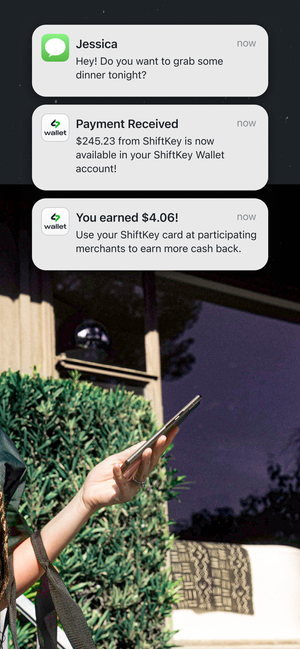 Jessica
now
Hey! Do you want to grab some
dinner tonight?
wallet
Payment Received
now
$245.23 from ShiftKey is now
available in your ShiftKey Wallet
account!
wallet
You earned $4.06!
now
Use your ShiftKey card at participating
merchants to earn more cash back.